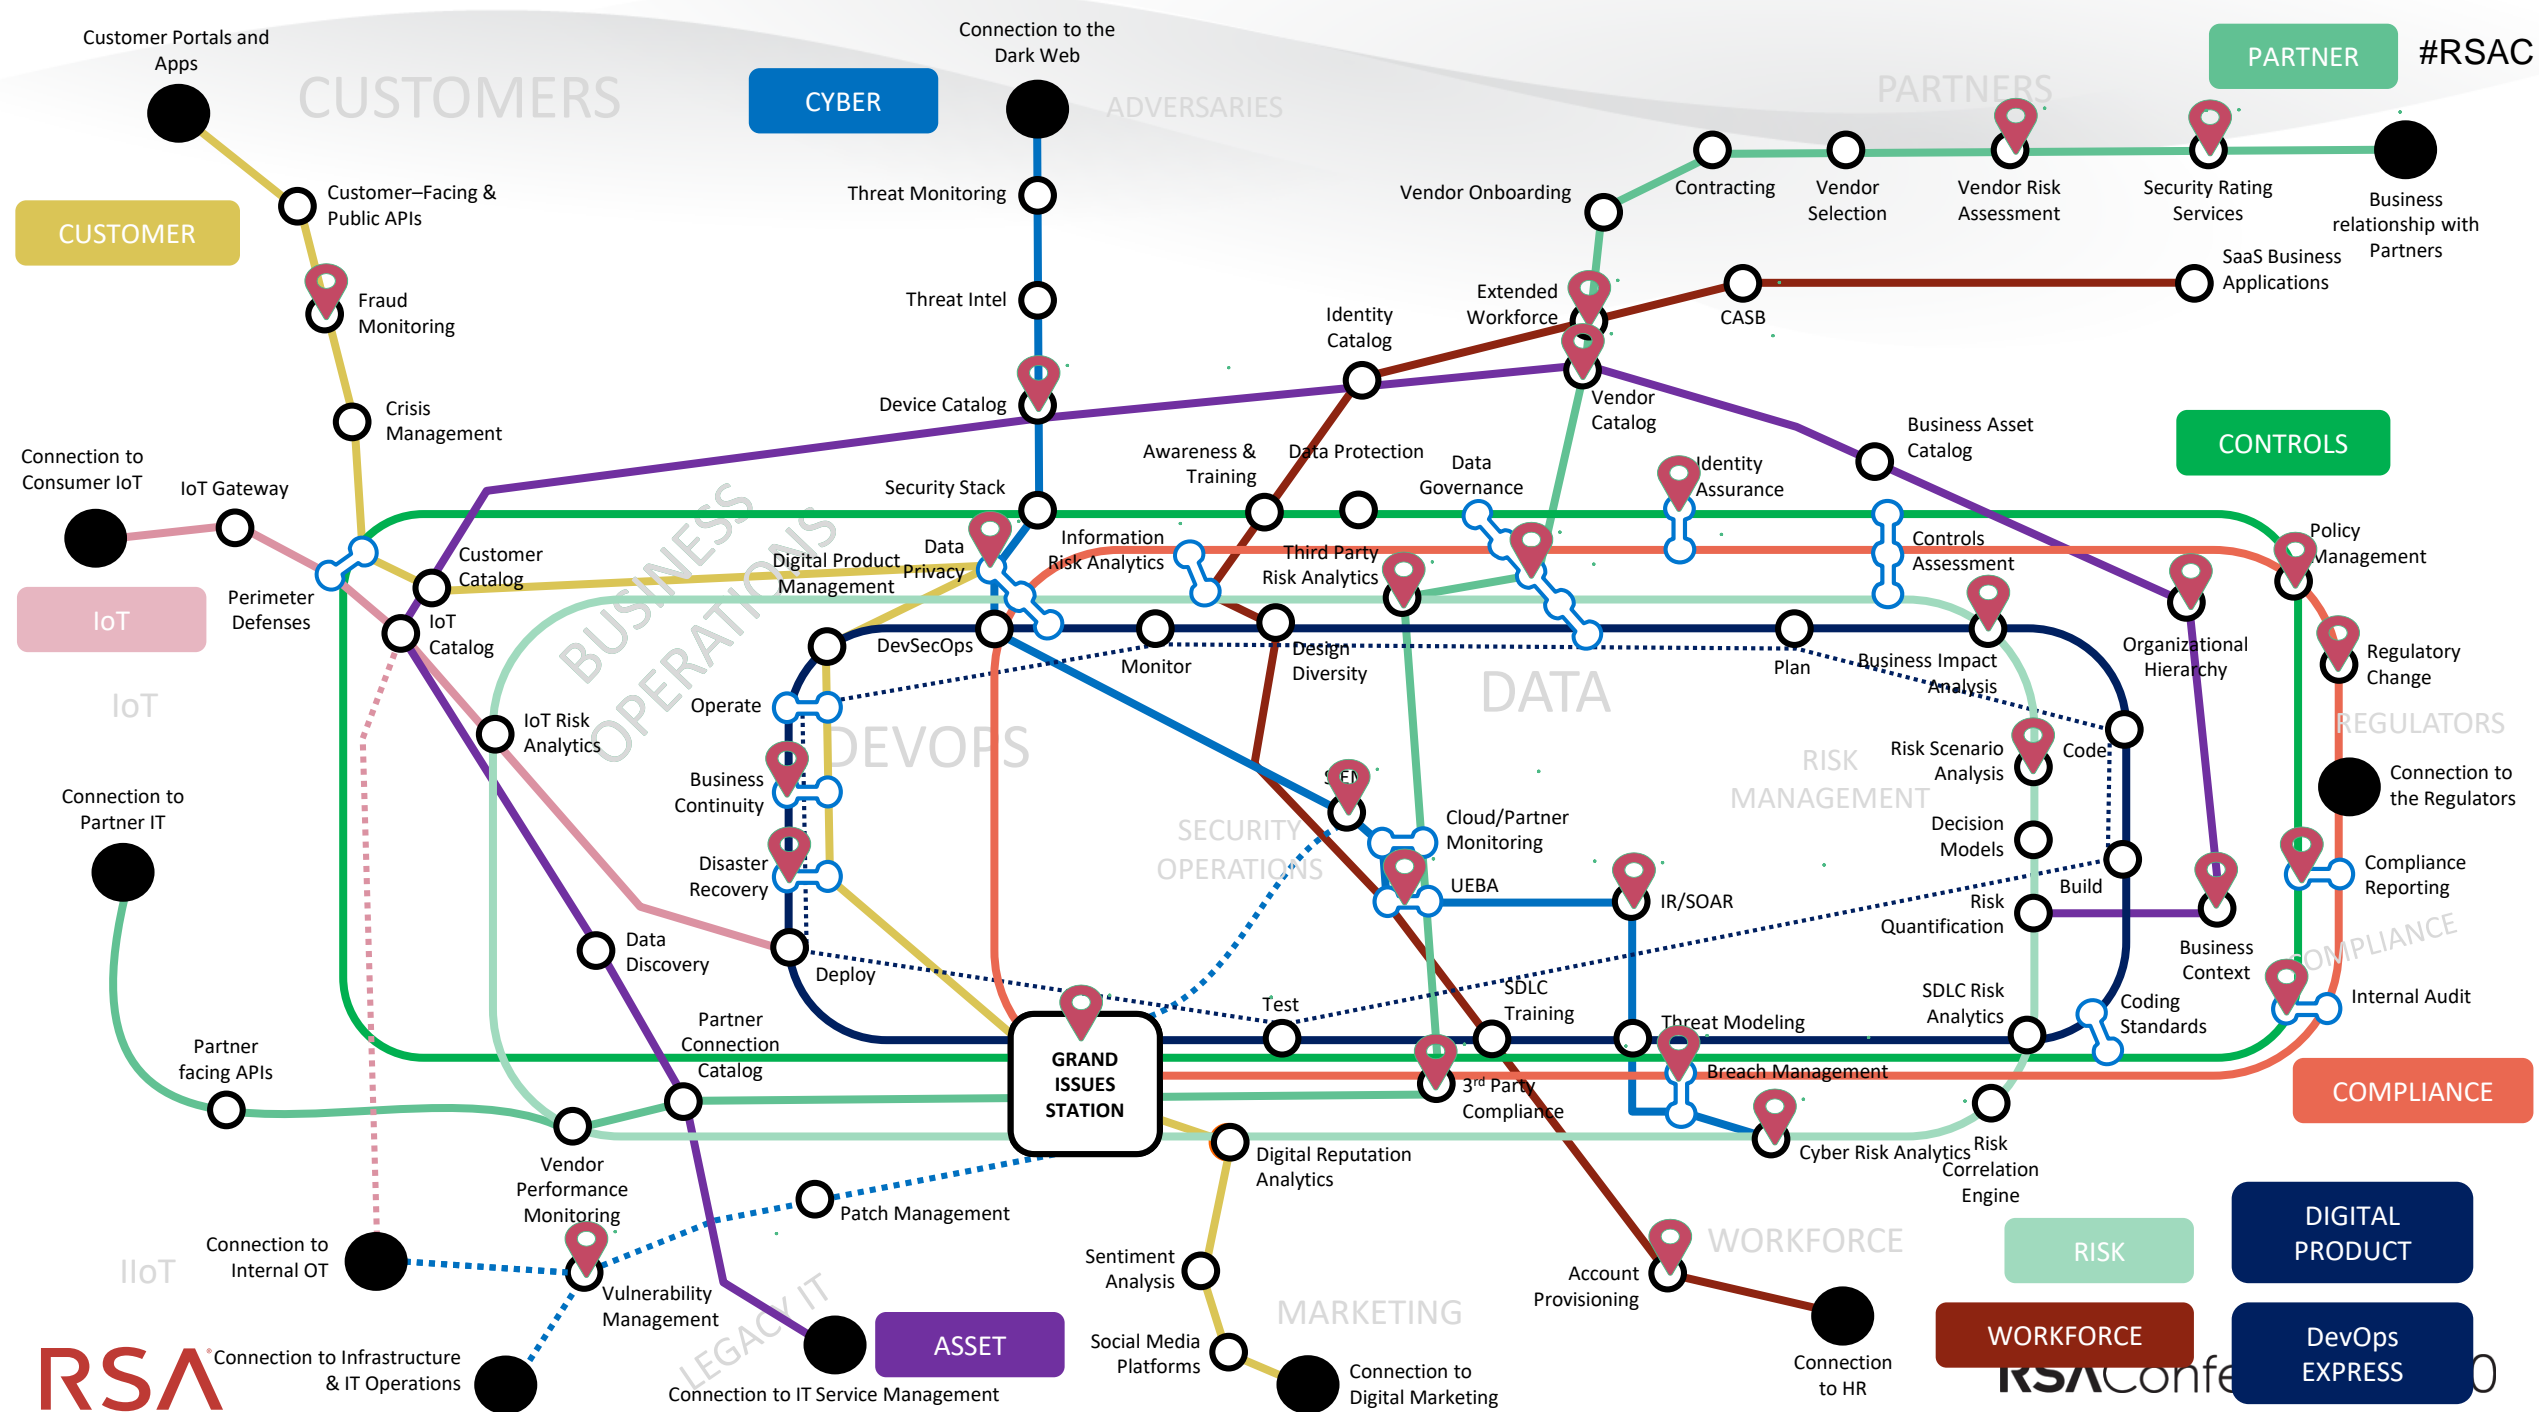 Customer Portals and
Apps
CUSTOMERS
CYBER
Connection to the
Dark Web
ADVERSARIES
PARTNERS
PARTNER
#RSAC
CUSTOMER
Customer–Facing &
Public APIs
Threat Monitoring
Vendor Onboarding
Contracting
Vendor
Selection
Vendor Risk
Assessment
Security Rating
Services
Business
relationship with
Partners
Fraud
Monitoring
Threat Intel
Identity
Catalog
Extended
Workforce
CASB
SaaS Business
Applications
Crisis
Management
Device Catalog
Vendor
Catalog
Business Asset
Catalog
CONTROLS
Connection to
Consumer IoT
IoT Gateway
Security Stack
Awareness &
Training
Data Protection
Data
Governance
Identity
Assurance
Customer
Catalog
Digital Product
Management
Data
Privacy
Information
Risk Analytics
Third Party
Risk Analytics
Controls
Assessment
Policy
Management
IoT
Perimeter
Defenses
IoT
Catalog
BUSINESS
OPERATIONS
DevSecOps
Monitor
Design
Diversity
Plan
Business Impact
Analysis
Organizational
Hierarchy
Regulatory
Change
IoT
Operate
DATA
REGULATORS
IoT Risk
Analytics
DEVOPS
Risk Scenario
Analysis
Code
RISK
MANAGEMENT
Connection to
the Regulators
Business
Continuity
Connection to
Partner IT
SECURITY
OPERATIONS
Cloud/Partner
Monitoring
Decision
Models
Disaster
Recovery
UEBA
IR/SOAR
Build
Compliance
Reporting
Risk
Quantification
Data
Discovery
Deploy
Business
Context
COMPLIANCE
Test
SDLC
Training
Threat Modeling
SDLC Risk
Analytics
Coding
Standards
Internal Audit
Partner
facing APIs
Partner
Connection
Catalog
GRAND
ISSUES
STATION
3rd Party
Compliance
Breach Management
COMPLIANCE
Vendor
Performance
Monitoring
Digital Reputation
Analytics
Cyber Risk Analytics
Risk
Correlation
Engine
Patch Management
Connection to
Internal OT
IIoT
Vulnerability
Management
Sentiment
Analysis
Account
Provisioning
WORKFORCE
RISK
DIGITAL
PRODUCT
MARKETING
LEGACY IT
ASSET
WORKFORCE
DevOps
EXPRESS
RSA
Connection to Infrastructure
& IT Operations
Connection to IT Service Management
Social Media
Platforms
Connection to
Digital Marketing
Connection
to HR